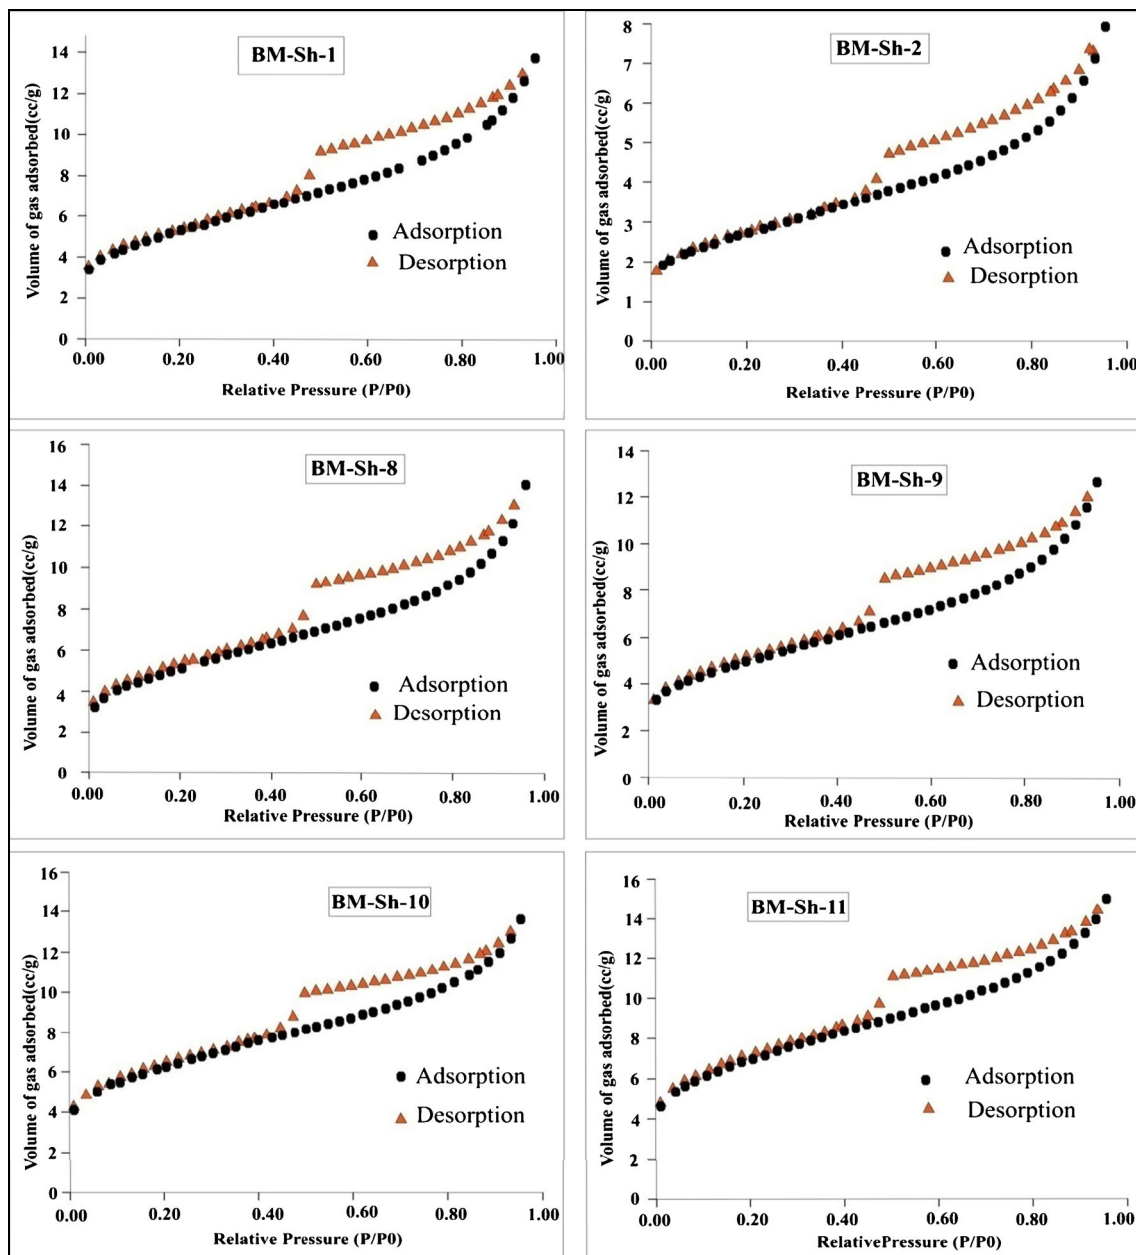 BM-Sh-1
Volume of gas adsorbed(cc/g)
14
12
10
8
6
4
2
0
Adsorption
Desorption
0.00 0.20 0.40 0.60 0.80 1.00
Relative Pressure (P/P0)
BM-Sh-2
Volume of gas adsorbed(cc/g)
8
7
6
5
4
3
2
1
0
Adsorption
Desorption
0.00 0.20 0.40 0.60 0.80 1.00
Relative Pressure (P/P0)
BM-Sh-8
Volume of gas adsorbed(cc/g)
16
14
12
10
8
6
4
2
0
Adsorption
Desorption
0.00 0.20 0.40 0.60 0.80 1.00
Relative Pressure (P/P0)
BM-Sh-9
Volume of gas adsorbed(cc/g)
14
12
10
8
6
4
2
0
Adsorption
Desorption
0.00 0.20 0.40 0.60 0.80 1.00
Relative Pressure (P/P0)
BM-Sh-10
Volume of gas adsorbed(cc/g)
16
14
12
10
8
6
4
2
0
Adsorption
Desorption
0.00 0.20 0.40 0.60 0.80 1.00
Relative Pressure (P/P0)
BM-Sh-11
Volume of gas adsorbed(cc/g)
16
14
12
10
8
6
4
2
0
Adsorption
Desorption
0.00 0.20 0.40 0.60 0.80 1.00
RelativePressure (P/P0)